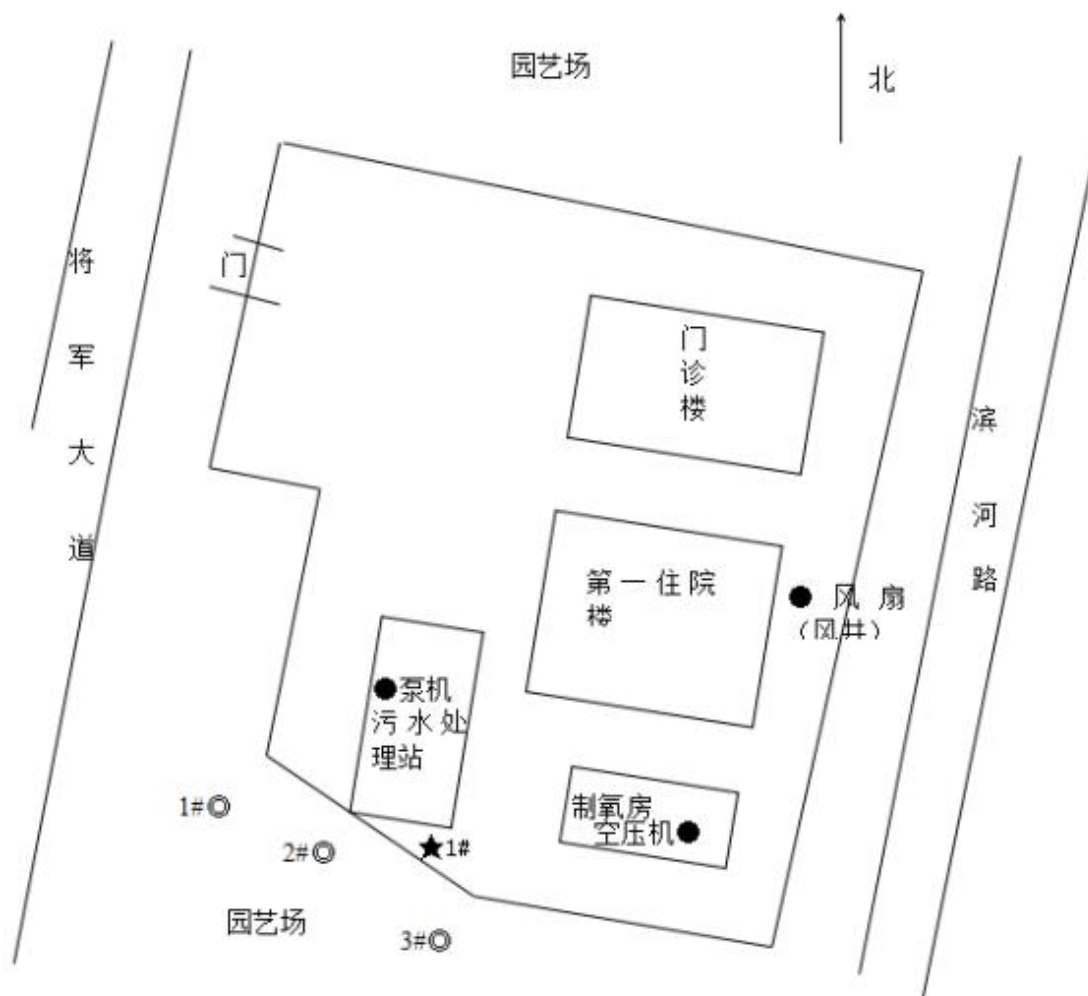 园艺场
北
将军大道
门
门诊楼
滨河路
第一住院
楼
风扇
（风井）
泵机
污水处
理站
制氧房
空压机
1#
2#
1#
园艺场
3#